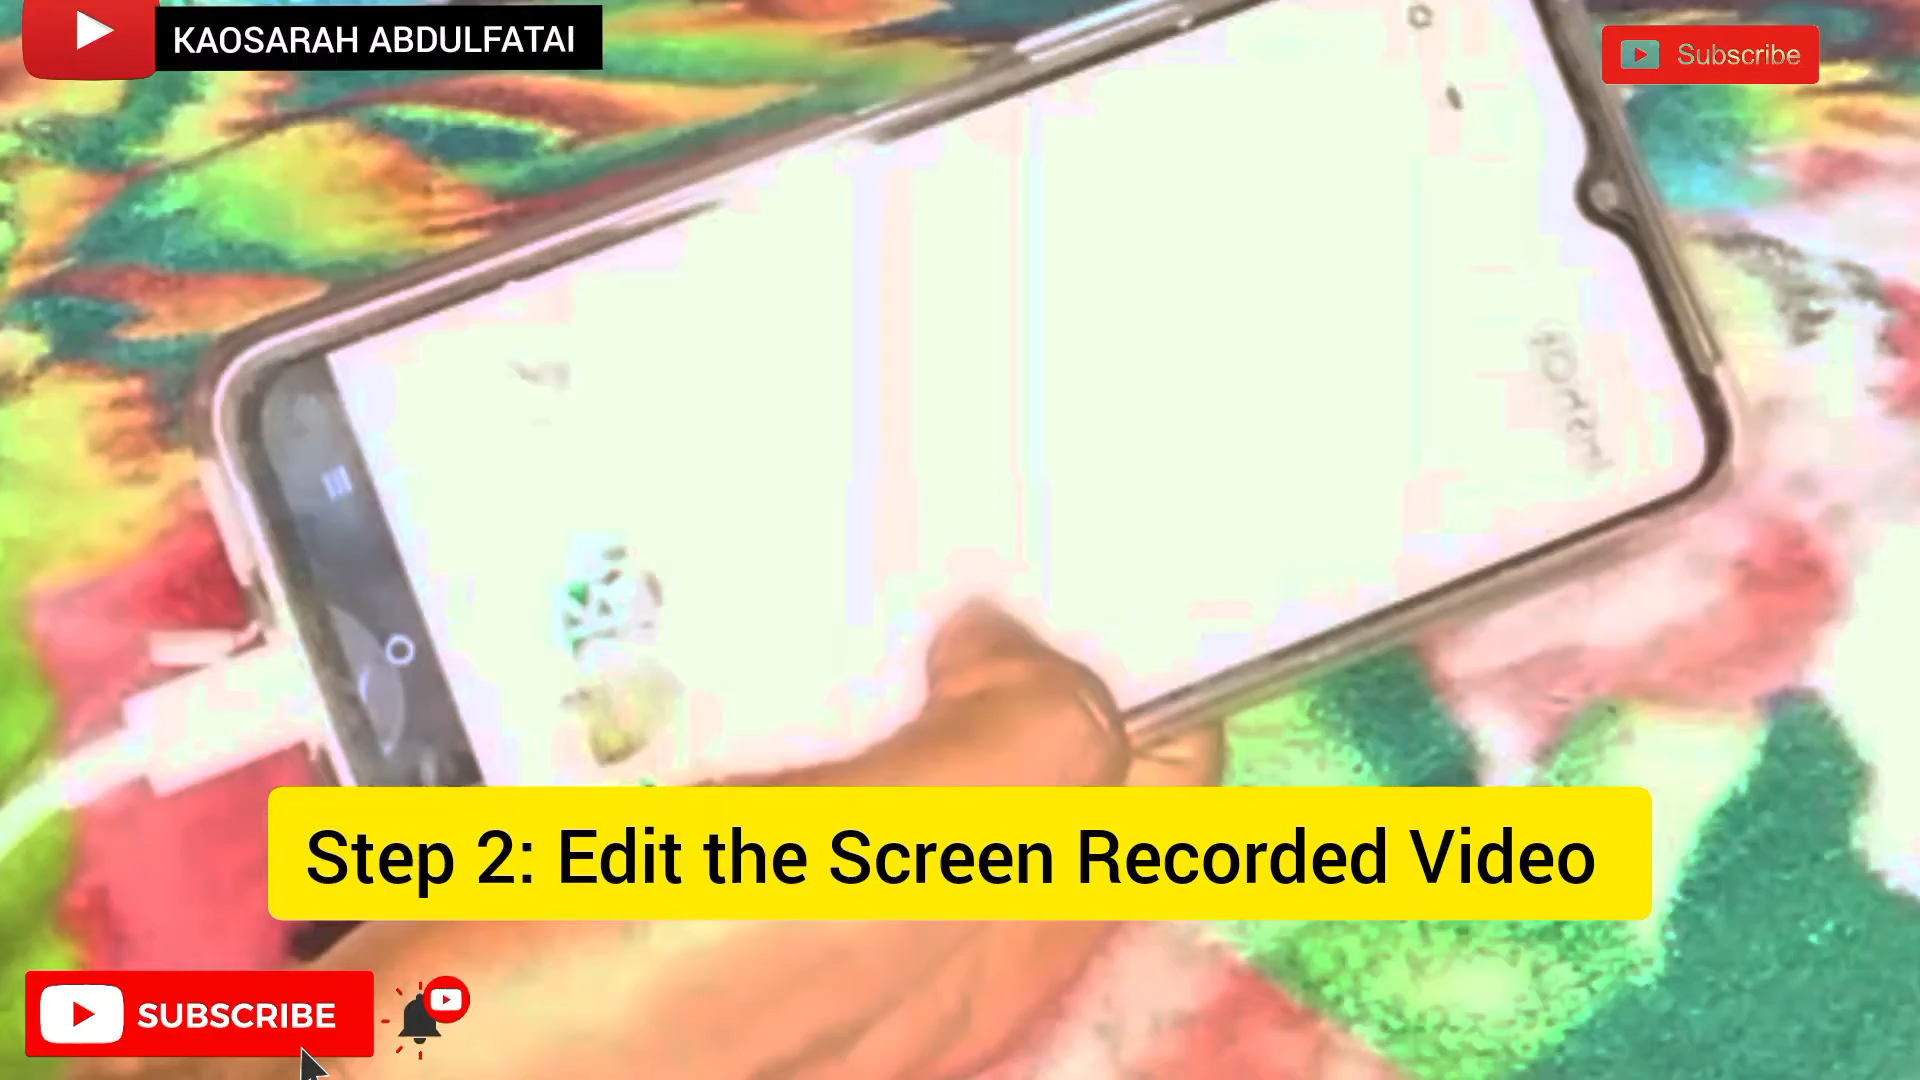 KAOSARAH ABDULFATAI
Subscribe
Step 2: Edit the Screen Recorded Video
SUBSCRIBE